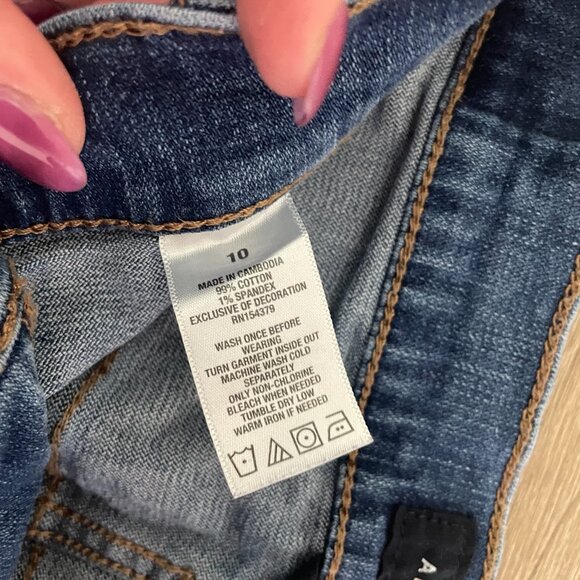 10
MADE IN CAMBODIA
99% COTTON
1% SPANDEX
EXCLUSIVE OF DECORATION
RN154379
WASH ONCE BEFORE
WEARING
TURN GARMENT INSIDE OUT
MACHINE WASH COLD
SEPARATELY
ONLY NON-CHLORINE
BLEACH WHEN NEEDED
TUMBLE DRY LOW
WARM IRON IF NEEDED
A